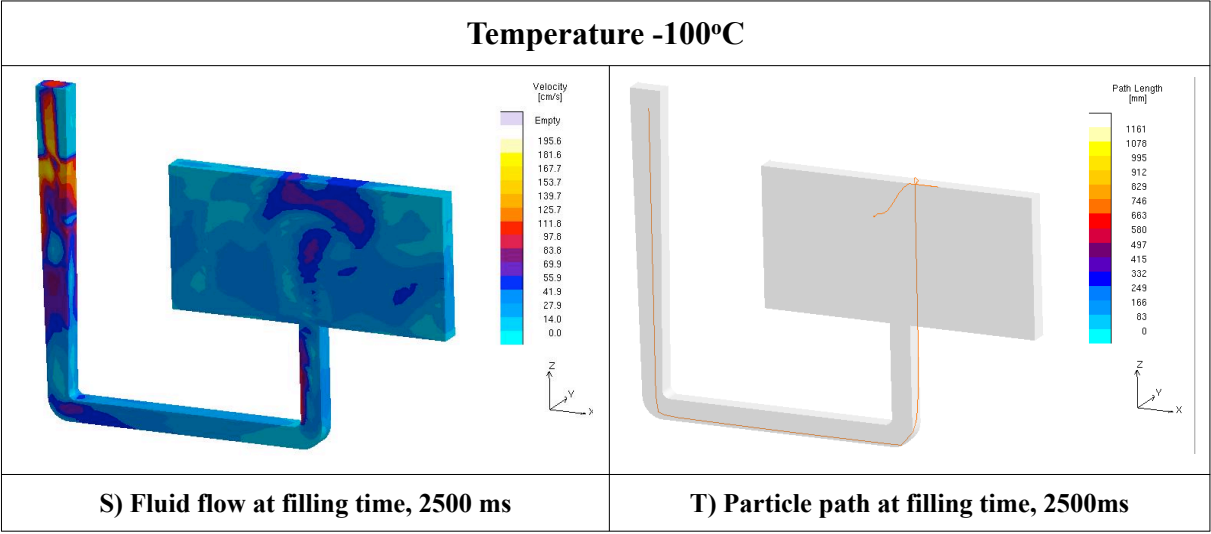 Temperature -100°C
Velocity
[cm/s]
Empty
195.6
181.6
167.7
153.7
139.7
125.7
111.8
97.8
83.8
69.9
55.9
41.9
27.9
14.0
0.0
Z
Y
X
Path Length
[mm]
1161
1078
995
912
829
746
663
580
497
415
332
249
166
83
0
Z
Y
X
S) Fluid flow at filling time, 2500 ms
T) Particle path at filling time, 2500ms